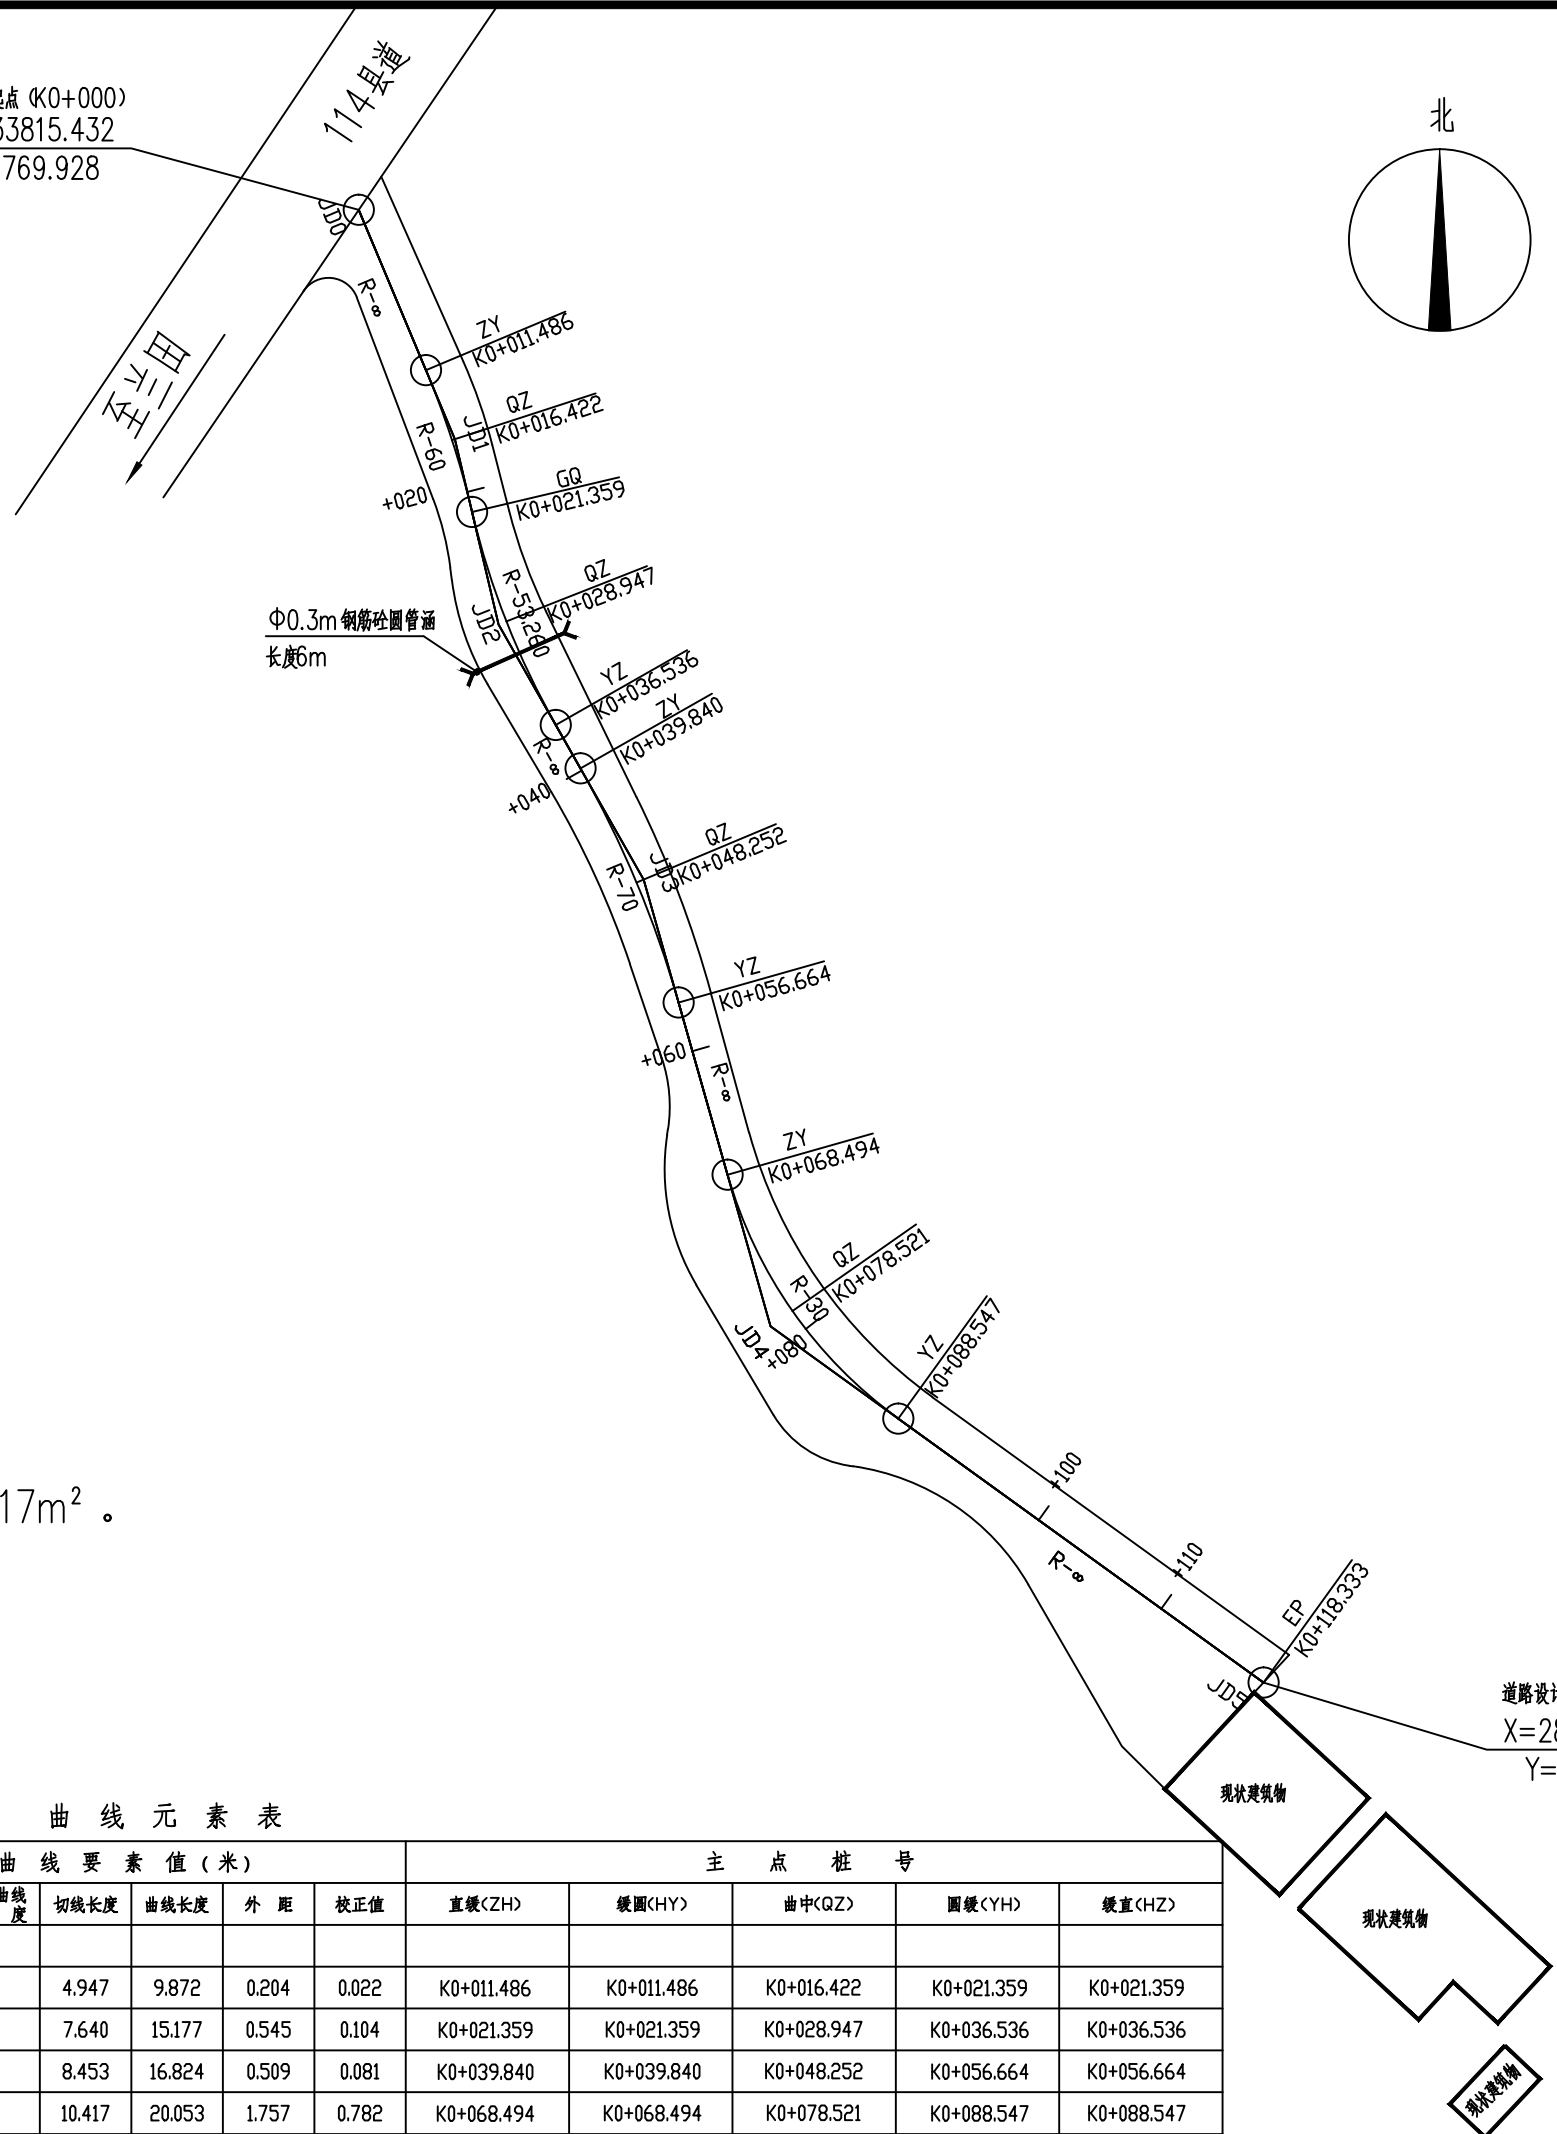 114县道
起点（K0+000）
33815.432
769.928
北
JD0
R-∞
至兰田
ZY
K0+011.486
QZ
K0+016.422
JD1
R-60
GQ
K0+021.359
+020
QZ
K0+028.947
R-53.260
JD2
Φ0.3m钢筋砼圆管涵
长度6m
YZ
K0+036.536
ZY
K0+039.840
R-∞
+040
QZ
K0+048.252
JD3
R-70
YZ
K0+056.664
+060
R-∞
ZY
K0+068.494
QZ
K0+078.521
R-30
JD4
+080
YZ
K0+088.547
17m²。
+100
R-∞
+110
EP
K0+118.333
JD5
道路设计
X=28
Y=
现状建筑物
现状建筑物
现状建筑物
曲线元素表
曲线要素值(米) 主点桩号
曲线度 切线长度 曲线长度 外距 校正值 直缓(ZH) 缓圆(HY) 曲中(QZ) 圆缓(YH) 缓直(HZ)
4.947 9.872 0.204 0.022 K0+011.486 K0+011.486 K0+016.422 K0+021.359 K0+021.359
7.640 15.177 0.545 0.104 K0+021.359 K0+021.359 K0+028.947 K0+036.536 K0+036.536
8.453 16.824 0.509 0.081 K0+039.840 K0+039.840 K0+048.252 K0+056.664 K0+056.664
10.417 20.053 1.757 0.782 K0+068.494 K0+068.494 K0+078.521 K0+088.547 K0+088.547